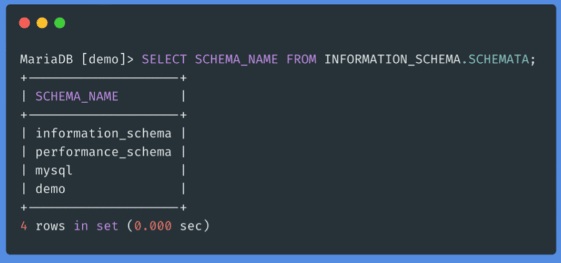 MariaDB [demo]> SELECT SCHEMA_NAME FROM INFORMATION_SCHEMA.SCHEMATA;
+--------------------+
| SCHEMA_NAME        |
+--------------------+
| information_schema |
| performance_schema |
| mysql              |
| demo               |
+--------------------+
4 rows in set (0.000 sec)